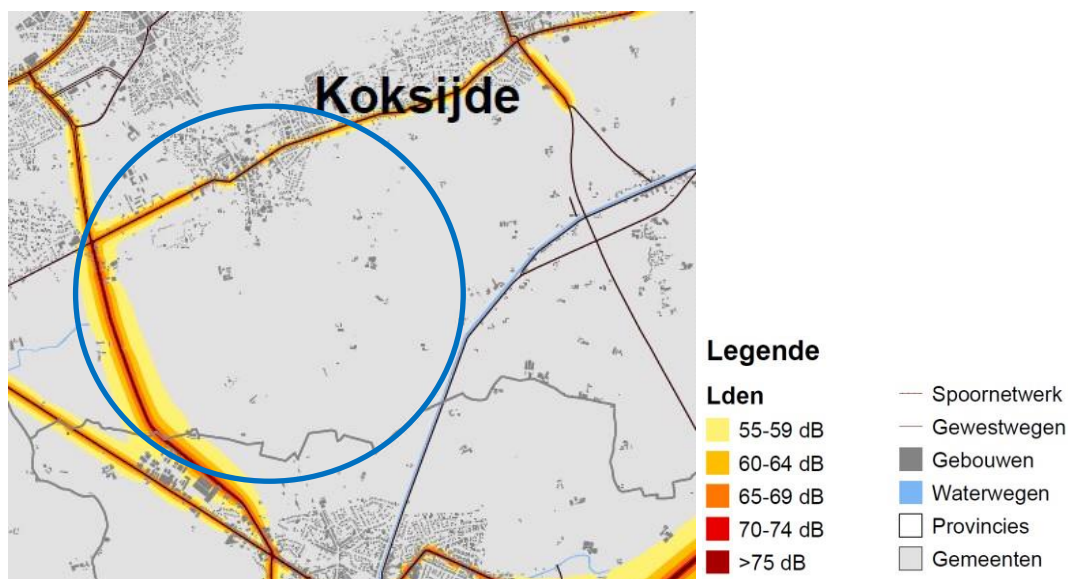 Koksijde
Legende
Lden
55-59 dB
60-64 dB
65-69 dB
70-74 dB
>75 dB
Spoornetwerk
Gewestwegen
Gebouwen
Waterwegen
Provincies
Gemeenten